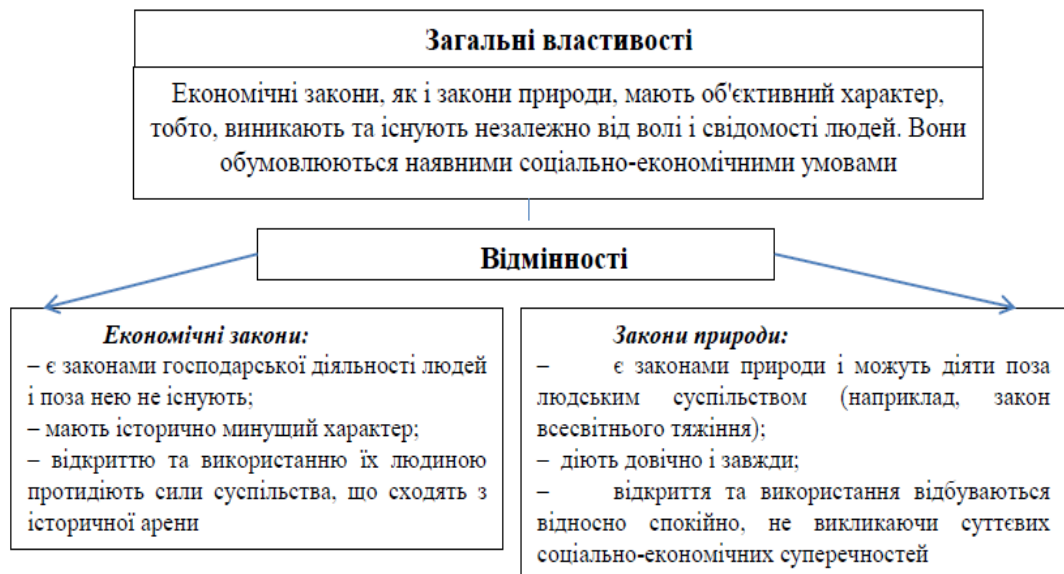 Загальні властивості
Економічні закони, як і закони природи, мають об'єктивний характер,
тобто, виникають та існують незалежно від волі і свідомості людей. Вони
обумовлюються наявними соціально-економічними умовами
Відмінності
Економічні закони:
– є законами господарської діяльності людей
і поза нею не існують;
– мають історично минущий характер;
– відкриттю та використанню їх людиною
протидіють сили суспільства, що сходять з
історичної арени
Закони природи:
– є законами природи і можуть діяти поза
людським суспільством (наприклад, закон
всесвітнього тяжіння);
– діють довічно і завжди;
– відкриття та використання відбуваються
відносно спокійно, не викликаючи суттєвих
соціально-економічних суперечностей